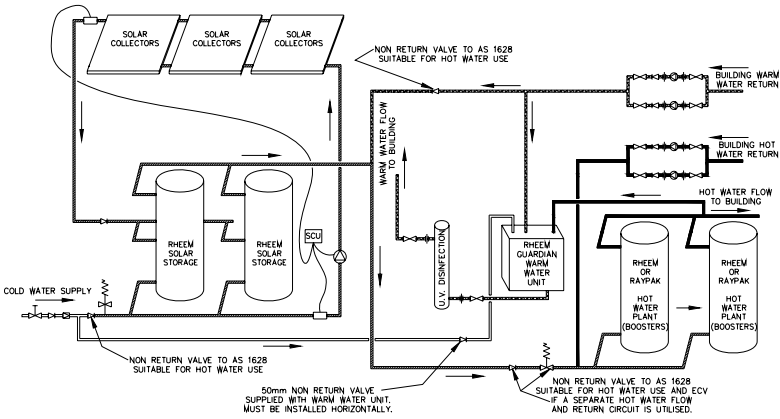 SOLAR
COLLECTORS
SOLAR
COLLECTORS
SOLAR
COLLECTORS
NON RETURN VALVE TO AS 1628
SUITABLE FOR HOT WATER USE
BUILDING WARM
WATER RETURN
BUILDING HOT
WATER RETURN
WARM WATER FLOW
TO BUILDING
HOT WATER FLOW
TO BUILDING
RHEEM
SOLAR
STORAGE
RHEEM
SOLAR
STORAGE
SCU
U.V. DISINFECTION
RHEEM
GUARDIAN
WARM
WATER
UNIT
RHEEM
OR
RAYPAK
HOT
WATER
PLANT
(BOOSTERS)
RHEEM
OR
RAYPAK
HOT
WATER
PLANT
(BOOSTERS)
COLD WATER SUPPLY
NON RETURN VALVE TO AS 1628
SUITABLE FOR HOT WATER USE
50mm NON RETURN VALVE
SUPPLIED WITH WARM WATER UNIT.
MUST BE INSTALLED HORIZONTALLY.
NON RETURN VALVE TO AS 1628
SUITABLE FOR HOT WATER USE AND ECV
IF A SEPARATE HOT WATER FLOW
AND RETURN CIRCUIT IS UTILISED.